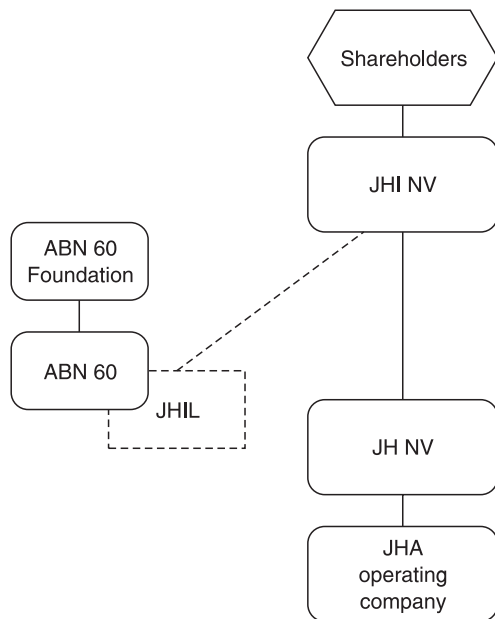 Shareholders
JHI NV
ABN 60
Foundation
ABN 60
JHIL
JH NV
JHA
operating
company